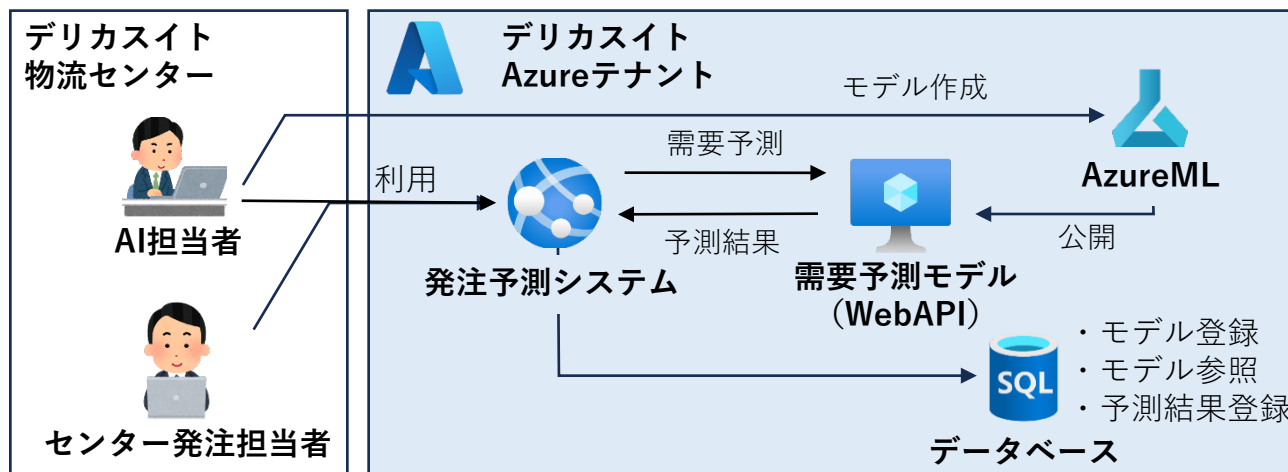 デリカスイト
物流センター
AI担当者
センター発注担当者
デリカスイト
Azureテナント
モデル作成
利用
需要予測
予測結果
発注予測システム
需要予測モデル
（WebAPI）
AzureML
公開
SQL
データベース
・モデル登録
・モデル参照
・予測結果登録